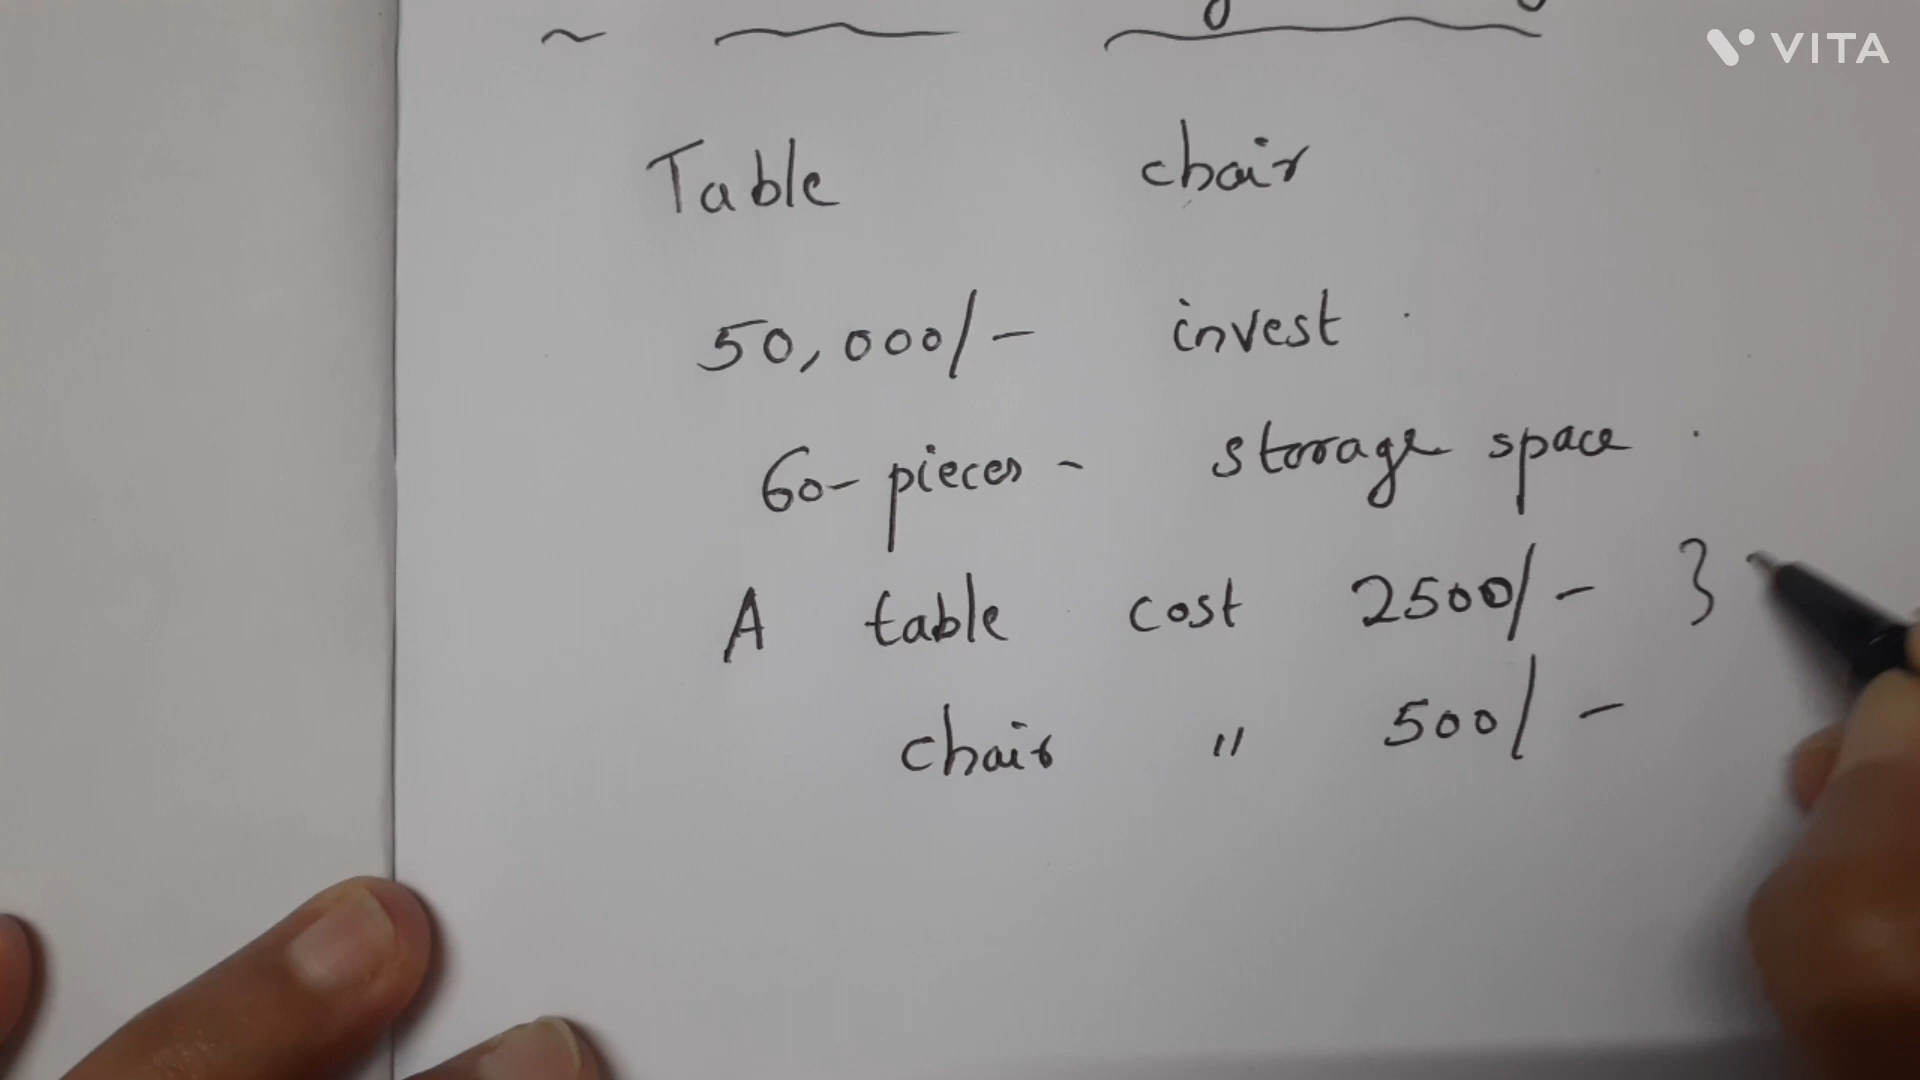 VITA
Table chair
50,000/- invest.
60-pieces - storage space.
A table cost 2500/- }
chair " 500/-